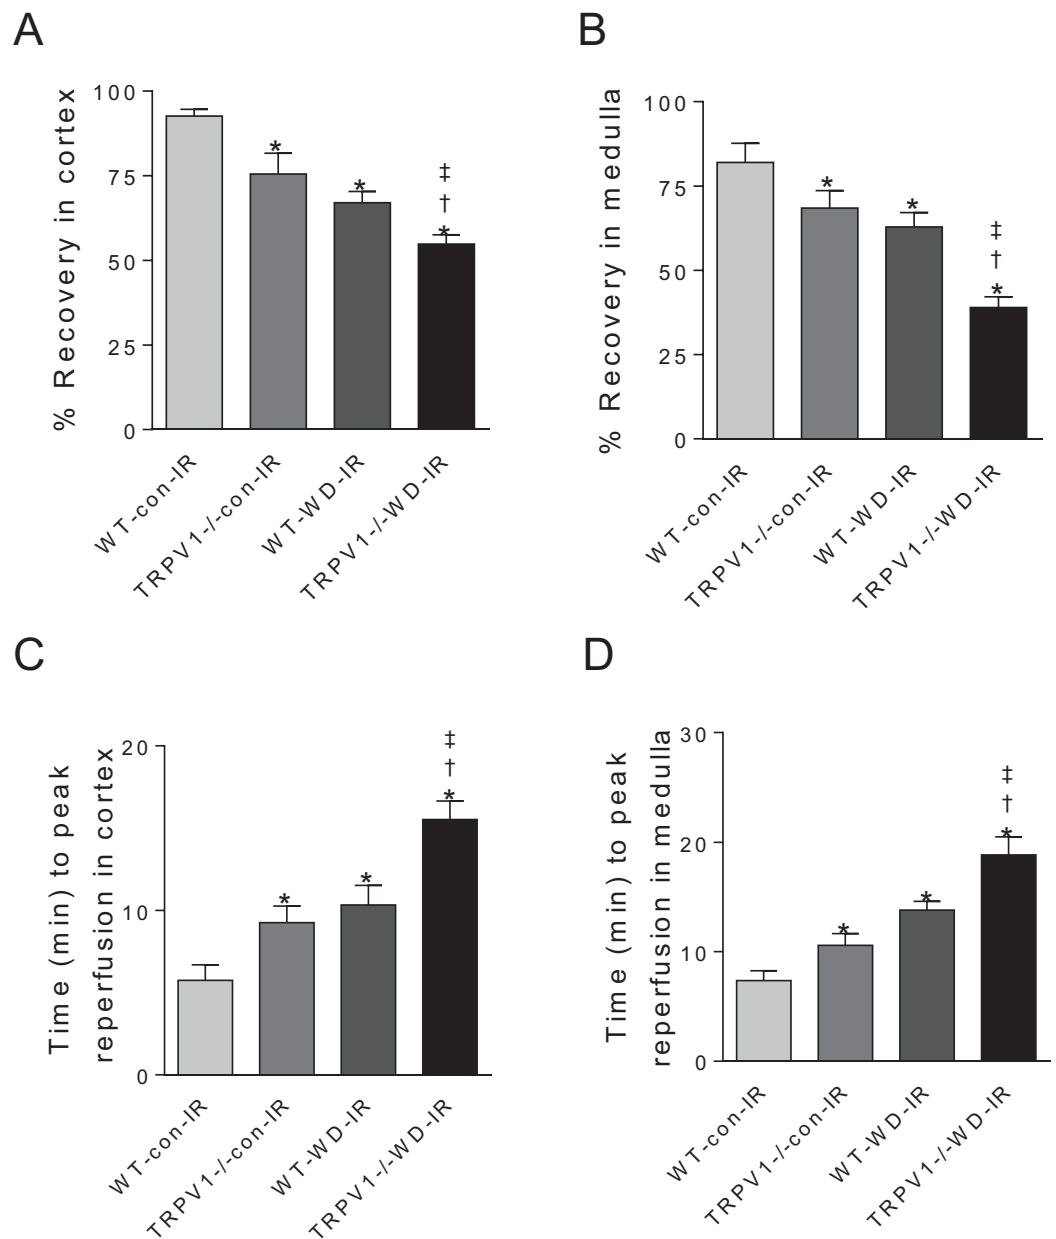 A
% Recovery in cortex
100
75
50
25
0
*
*
‡
†
*
WT-con-IR
TRPV1-/-con-IR
WT-WD-IR
TRPV1-/-WD-IR
B
% Recovery in medulla
100
75
50
25
0
*
*
‡
†
*
WT-con-IR
TRPV1-/-con-IR
WT-WD-IR
TRPV1-/-WD-IR
C
Time (min) to peak
reperfusion in cortex
20
10
0
*
*
‡
†
*
WT-con-IR
TRPV1-/-con-IR
WT-WD-IR
TRPV1-/-WD-IR
D
Time (min) to peak
reperfusion in medulla
30
20
10
0
*
*
‡
†
*
WT-con-IR
TRPV1-/-con-IR
WT-WD-IR
TRPV1-/-WD-IR